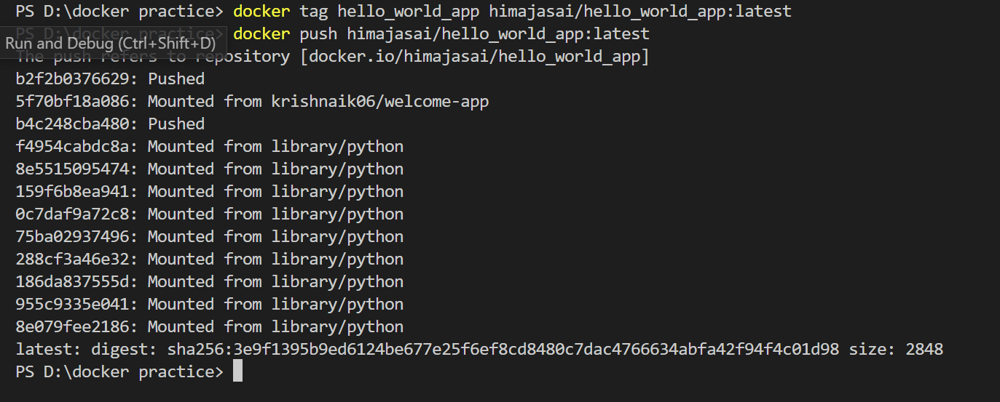 PS D:\docker practice> docker tag hello_world_app himajasai/hello_world_app:latest
PS D:\docker practice> docker push himajasai/hello_world_app:latest
Run and Debug (Ctrl+Shift+D)
The push refers to repository [docker.io/himajasai/hello_world_app]
b2f2b0376629: Pushed
5f70bf18a086: Mounted from krishnaik06/welcome-app
b4c248cba480: Pushed
f4954cabdc8a: Mounted from library/python
8e5515095474: Mounted from library/python
159f6b8ea941: Mounted from library/python
0c7daf9a72c8: Mounted from library/python
75ba02937496: Mounted from library/python
288cf3a46e32: Mounted from library/python
186da837555d: Mounted from library/python
955c9335e041: Mounted from library/python
8e079fee2186: Mounted from library/python
latest: digest: sha256:3e9f1395b9ed6124be677e25f6ef8cd8480c7dac4766634abfa42f94f4c01d98 size: 2848
PS D:\docker practice>